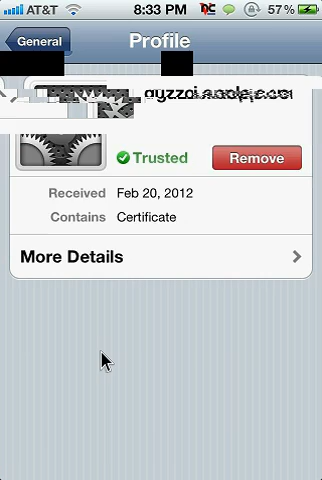 AT&T 8:33 PM 57%
General Profile
Trusted Remove
Received Feb 20, 2012
Contains Certificate
More Details